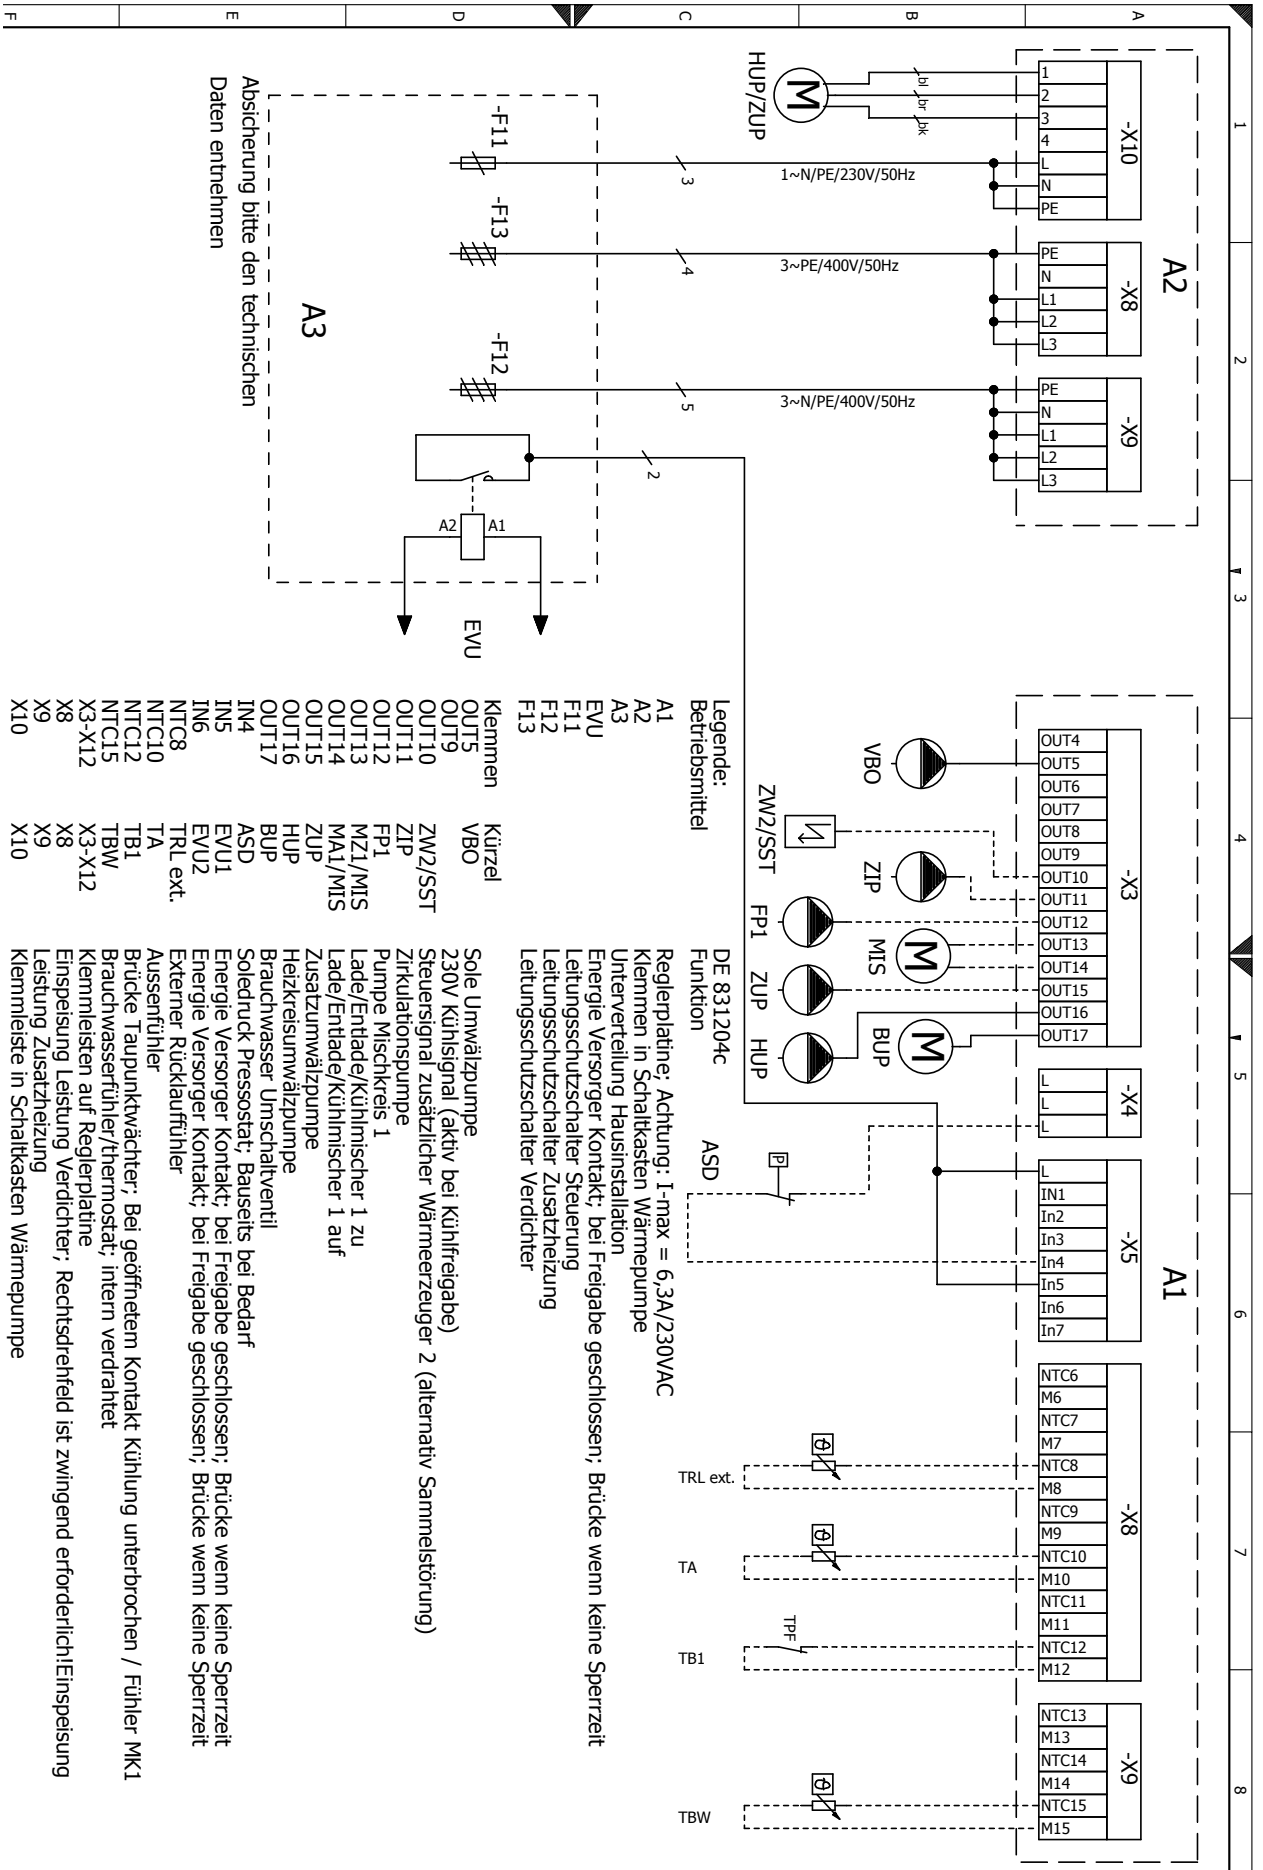 1
2
3
4
5
6
7
8
A
B
C
D
E
F
A2
-X10
1
2
3
4
L
N
PE
-X8
PE
N
L1
L2
L3
-X9
PE
N
L1
L2
L3
bl
br
bk
M
HUP/ZUP
1~N/PE/230V/50Hz
3
3~PE/400V/50Hz
4
3~N/PE/400V/50Hz
5
2
-F11
-F13
-F12
A3
A2
A1
EVU
Absicherung bitte den technischen
Daten entnehmen
A1
-X3
OUT4
OUT5
OUT6
OUT7
OUT8
OUT9
OUT10
OUT11
OUT12
OUT13
OUT14
OUT15
OUT16
OUT17
-X4
L
L
L
-X5
L
IN1
In2
In3
In4
In5
In6
In7
-X8
NTC6
M6
NTC7
M7
NTC8
M8
NTC9
M9
NTC10
M10
NTC11
M11
NTC12
M12
-X9
NTC13
M13
NTC14
M14
NTC15
M15
VBO
ZW2/SST
ZIP
FP1
M
MIS
ZUP
M
BUP
HUP
P
ASD
ϑ
TRL ext.
ϑ
TA
TPF
TB1
ϑ
TBW
Legende: DE 831204c
Betriebsmittel Funktion
A1 Reglerplatine; Achtung: I-max = 6,3A/230VAC
A2 Klemmen in Schaltkasten Wärmepumpe
A3 Unterverteilung Hausinstallation
EVU Energie Versorger Kontakt; bei Freigabe geschlossen; Brücke wenn keine Sperrzeit
F11 Leitungsschutzschalter Steuerung
F12 Leitungsschutzschalter Zusatzheizung
F13 Leitungsschutzschalter Verdichter
Klemmen Kürzel
OUT5 VBO Sole Umwälzpumpe
OUT9 230V Kühlsignal (aktiv bei Kühlfreigabe)
OUT10 ZW2/SST Steuersignal zusätzlicher Wärmeerzeuger 2 (alternativ Sammelstörung)
OUT11 ZIP Zirkulationspumpe
OUT12 FP1 Pumpe Mischkreis 1
OUT13 MZ1/MIS Lade/Entlade/Kühlmischer 1 zu
OUT14 MA1/MIS Lade/Entlade/Kühlmischer 1 auf
OUT15 ZUP Zusatzumwälzpumpe
OUT16 HUP Heizkreisumwälzpumpe
OUT17 BUP Brauchwasser Umschaltventil
IN4 ASD Soledruck Pressostat; Bauseits bei Bedarf
IN5 EVU1 Energie Versorger Kontakt; bei Freigabe geschlossen; Brücke wenn keine Sperrzeit
IN6 EVU2 Energie Versorger Kontakt; bei Freigabe geschlossen; Brücke wenn keine Sperrzeit
NTC8 TRL ext. Externer Rücklauffühler
NTC10 TA Aussenfühler
NTC12 TB1 Brücke Taupunktwächter; Bei geöffnetem Kontakt Kühlung unterbrochen / Fühler MK1
NTC15 TBW Brauchwasserfühler/thermostat; intern verdrahtet
X3-X12 X3-X12 Klemmleisten auf Reglerplatine
X8 X8 Einspeisung Leistung Verdichter; Rechtsdrehfeld ist zwingend erforderlich!Einspeisung
X9 X9 Leistung Zusatzheizung
X10 X10 Klemmleiste in Schaltkasten Wärmepumpe